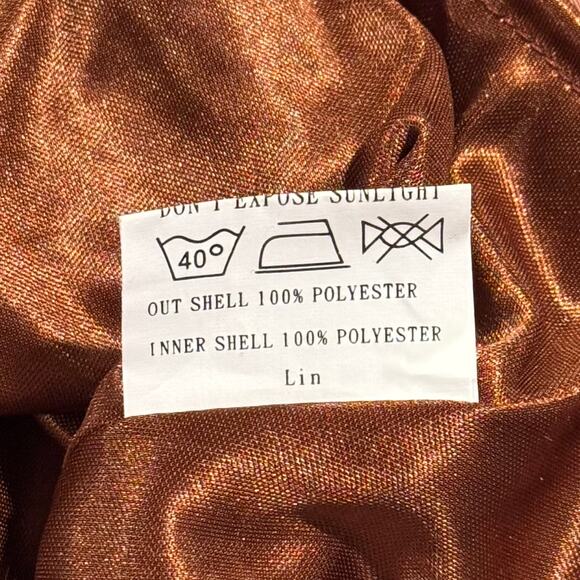 DON'T EXPOSE SUNLIGHT
40°
OUT SHELL 100% POLYESTER
INNER SHELL 100% POLYESTER
Lin